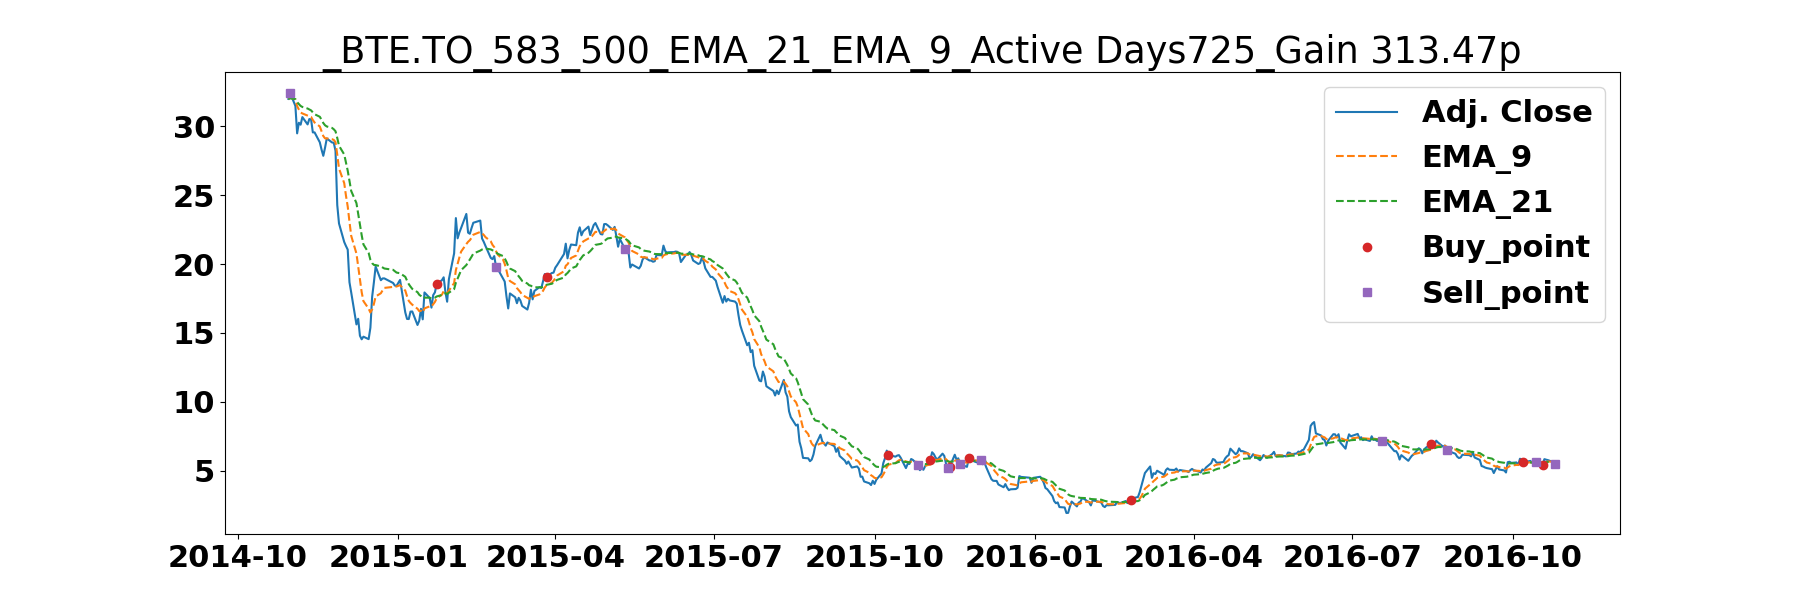 _BTE.TO_583_500_EMA_21_EMA_9_Active Days725_Gain 313.47p
Adj. Close
EMA_9
EMA_21
Buy_point
Sell_point
30
25
20
15
10
5
2014-10 2015-01 2015-04 2015-07 2015-10 2016-01 2016-04 2016-07 2016-10